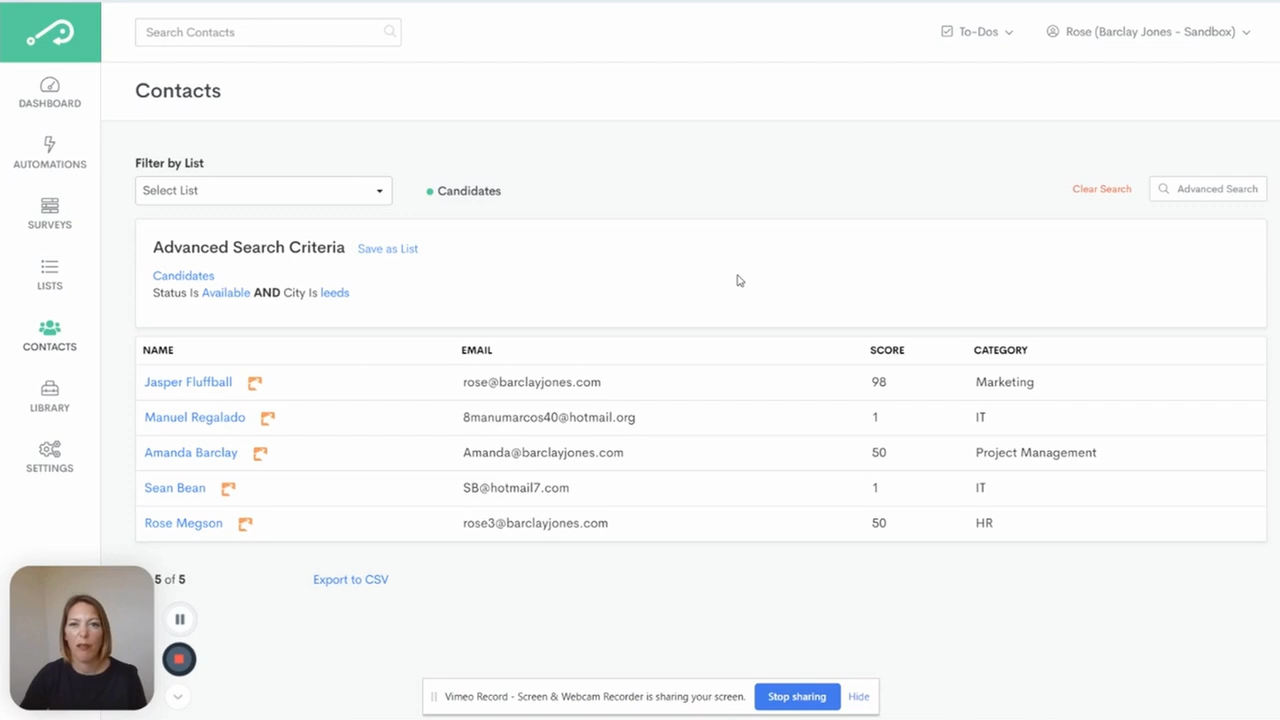 Search Contacts
To-Dos
Rose (Barclay Jones - Sandbox)
DASHBOARD
AUTOMATIONS
SURVEYS
LISTS
CONTACTS
LIBRARY
SETTINGS
Contacts
Filter by List
Select List
Candidates
Clear Search
Advanced Search
Advanced Search Criteria Save as List
Candidates
Status Is Available AND City Is leeds
NAME EMAIL SCORE CATEGORY
Jasper Fluffball rose@barclayjones.com 98 Marketing
Manuel Regalado 8manumarcos40@hotmail.org 1 IT
Amanda Barclay Amanda@barclayjones.com 50 Project Management
Sean Bean SB@hotmail7.com 1 IT
Rose Megson rose3@barclayjones.com 50 HR
5 of 5 Export to CSV
Vimeo Record - Screen & Webcam Recorder is sharing your screen. Stop sharing Hide